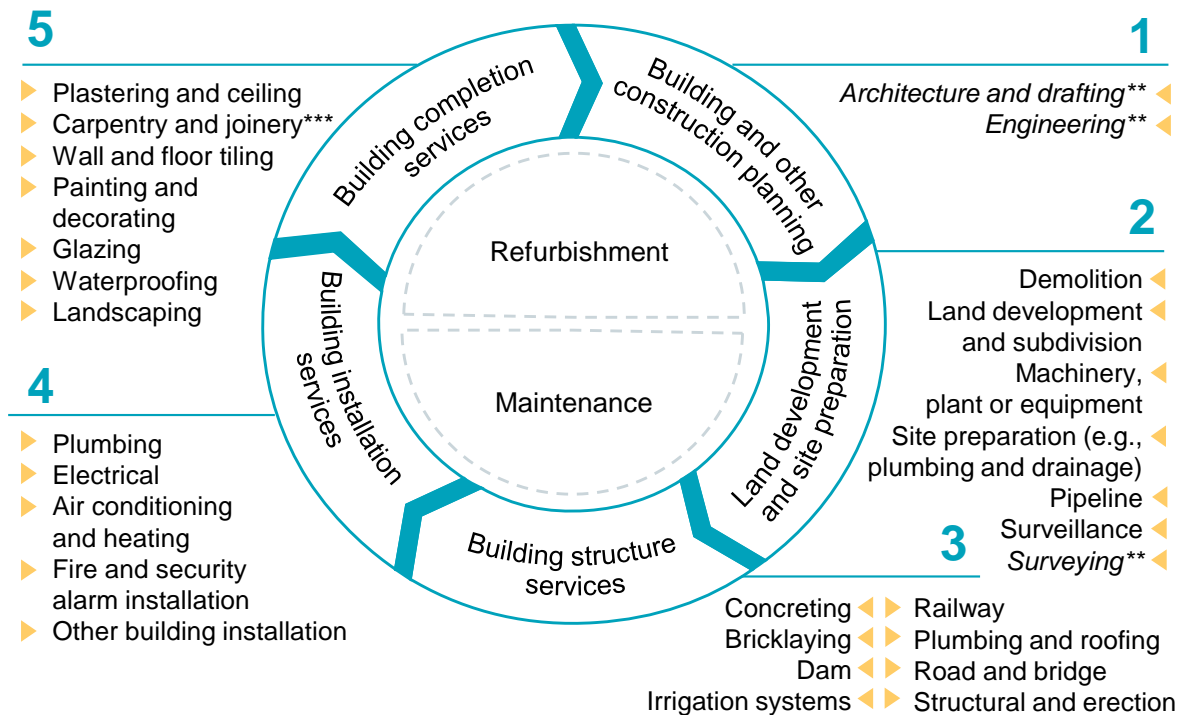 5
Plastering and ceiling
Carpentry and joinery***
Wall and floor tiling
Painting and
decorating
Glazing
Waterproofing
Landscaping
4
Plumbing
Electrical
Air conditioning
and heating
Fire and security
alarm installation
Other building installation
Building completion
services
Building and other
construction planning
Refurbishment
Maintenance
Building installation
services
Land development
and site preparation
Building structure
services
1
Architecture and drafting**
Engineering**
2
Demolition
Land development
and subdivision
Machinery,
plant or equipment
Site preparation (e.g.,
plumbing and drainage)
Pipeline
Surveillance
Surveying**
3
Concreting
Bricklaying
Dam
Irrigation systems
Railway
Plumbing and roofing
Road and bridge
Structural and erection